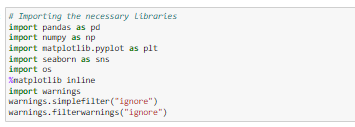 # Importing the necessary libraries
import pandas as pd
import numpy as np
import matplotlib.pyplot as plt
import seaborn as sns
import os
%matplotlib inline
import warnings
warnings.simplefilter("ignore")
warnings.filterwarnings("ignore")